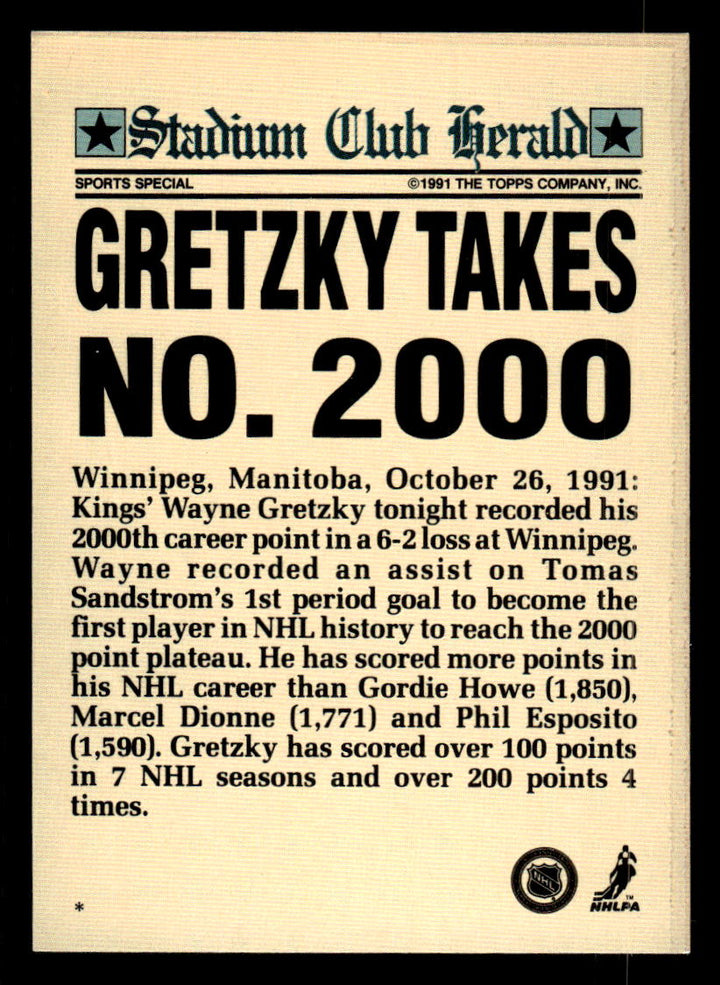 Stadium Club Herald
SPORTS SPECIAL ©1991 THE TOPPS COMPANY, INC.
GRETZKY TAKES
NO. 2000
Winnipeg, Manitoba, October 26, 1991:
Kings' Wayne Gretzky tonight recorded his
2000th career point in a 6-2 loss at Winnipeg.
Wayne recorded an assist on Tomas
Sandstrom's 1st period goal to become the
first player in NHL history to reach the 2000
point plateau. He has scored more points in
his NHL career than Gordie Howe (1,850),
Marcel Dionne (1,771) and Phil Esposito
(1,590). Gretzky has scored over 100 points
in 7 NHL seasons and over 200 points 4
times.
NHL
TM
NHLPA
*